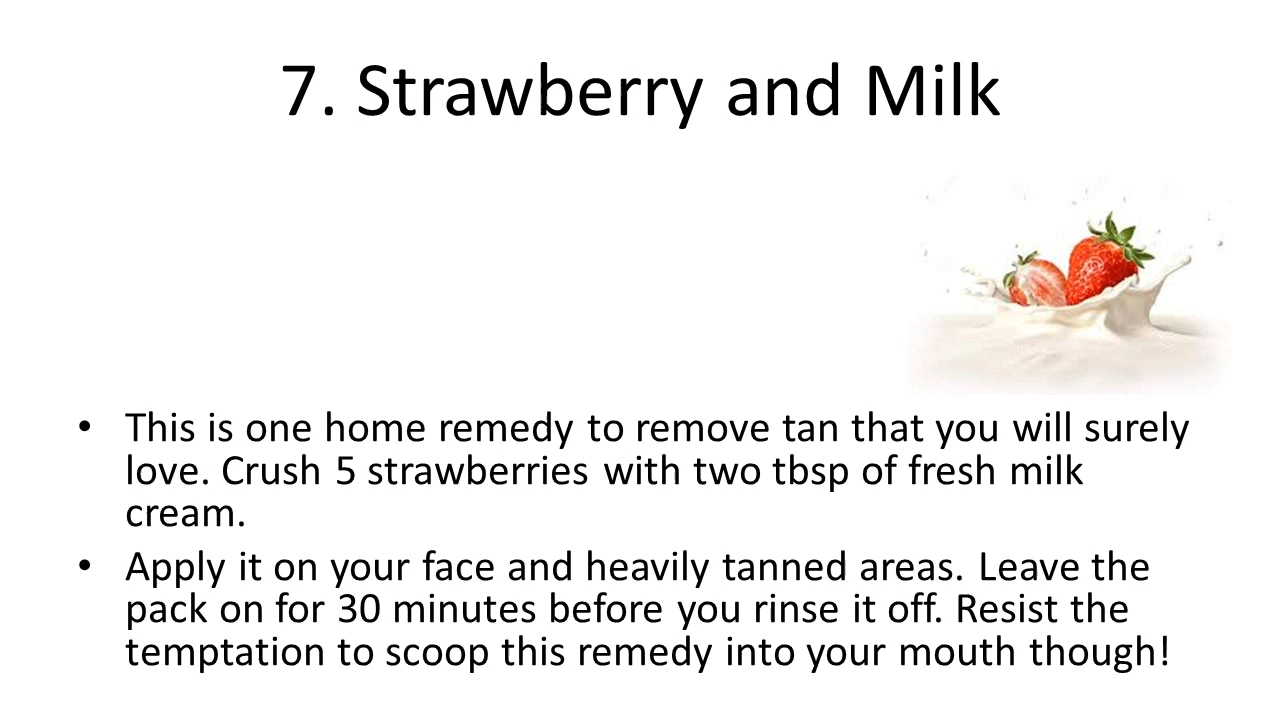 7. Strawberry and Milk
• This is one home remedy to remove tan that you will surely
love. Crush 5 strawberries with two tbsp of fresh milk
cream.
• Apply it on your face and heavily tanned areas. Leave the
pack on for 30 minutes before you rinse it off. Resist the
temptation to scoop this remedy into your mouth though!